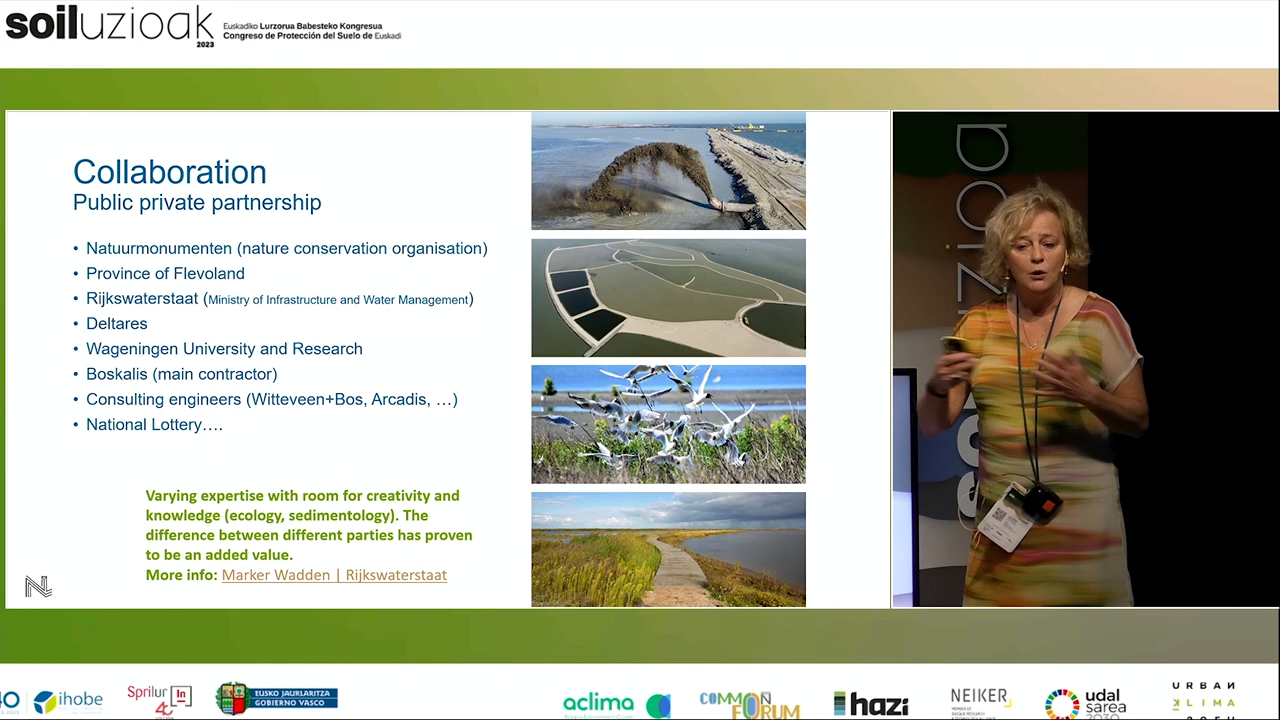 soiluzioak
2023
Euskadiko Lurzorua Babesteko Kongresua
Congreso de Protección del Suelo de Euskadi
Collaboration
Public private partnership
• Natuurmonumenten (nature conservation organisation)
• Province of Flevoland
• Rijkswaterstaat (Ministry of Infrastructure and Water Management)
• Deltares
• Wageningen University and Research
• Boskalis (main contractor)
• Consulting engineers (Witteveen+Bos, Arcadis, …)
• National Lottery….
Varying expertise with room for creativity and
knowledge (ecology, sedimentology). The
difference between different parties has proven
to be an added value.
More info: Marker Wadden | Rijkswaterstaat
ihobe
Sprilur
In
EUSKO JAURLARITZA
GOBIERNO VASCO
aclima
COMMON
FORUM
hazi
NEIKER
udal
sarea
2030
URBAN
KLIMA